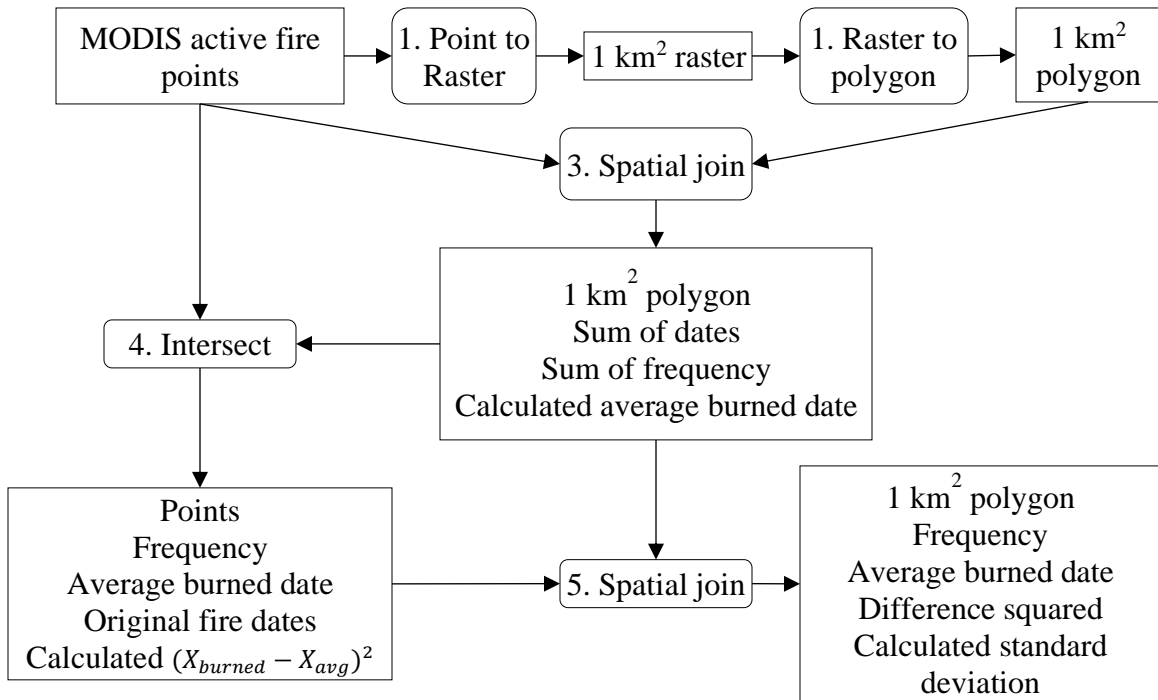 MODIS active fire
points
1. Point to
Raster
1 km² raster
1. Raster to
polygon
1 km²
polygon
3. Spatial join
1 km² polygon
Sum of dates
Sum of frequency
Calculated average burned date
4. Intersect
Points
Frequency
Average burned date
Original fire dates
Calculated (X_burned − X_avg)²
5. Spatial join
1 km² polygon
Frequency
Average burned date
Difference squared
Calculated standard
deviation